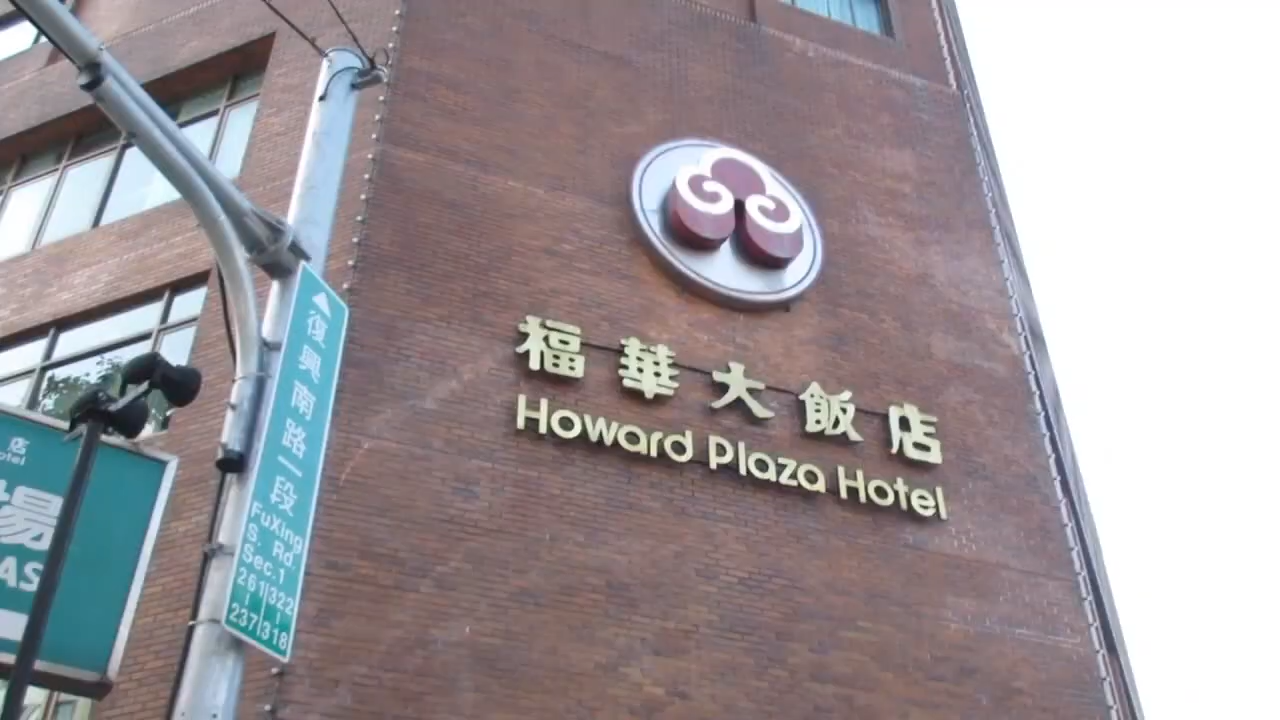 福華大飯店
Howard Plaza Hotel
復興南路一段
FuXing
S. Rd.
Sec.1
261|322
237|318
店
otel
場
AS